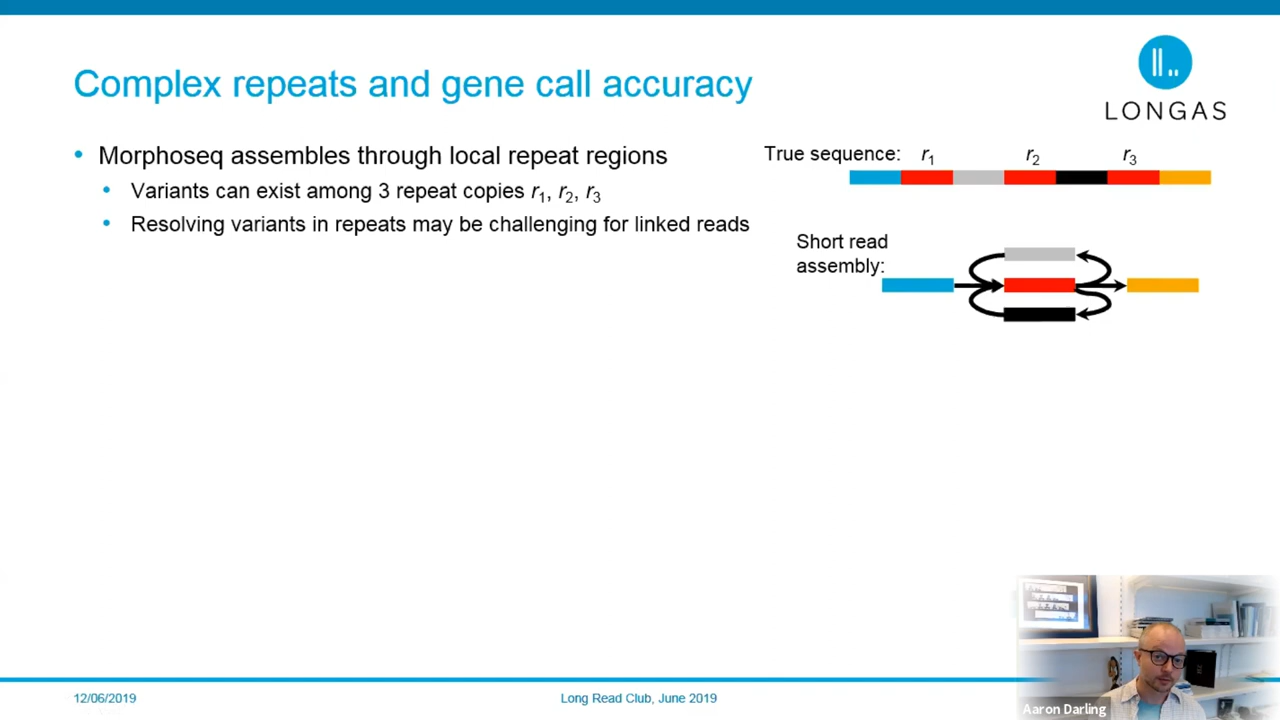 Complex repeats and gene call accuracy
LONGAS
• Morphoseq assembles through local repeat regions
• Variants can exist among 3 repeat copies r1, r2, r3
• Resolving variants in repeats may be challenging for linked reads
True sequence: r1 r2 r3
Short read
assembly:
12/06/2019
Long Read Club, June 2019
Aaron Darling